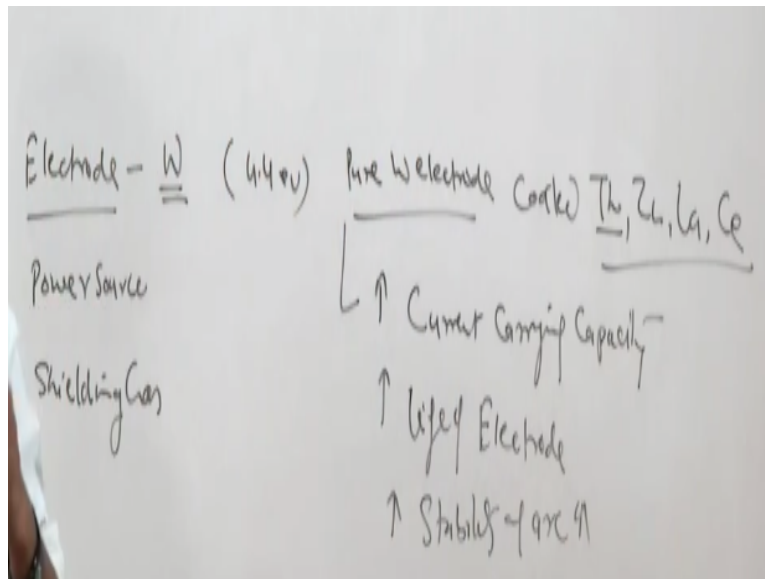 Electrode - W (4.4 ev) Pure W electrode Coated Th, Zr, La, Ce
Power Source
Shielding Gas
↑ Current Carrying Capacity
↑ Life of Electrode
↑ Stability of arc ↑